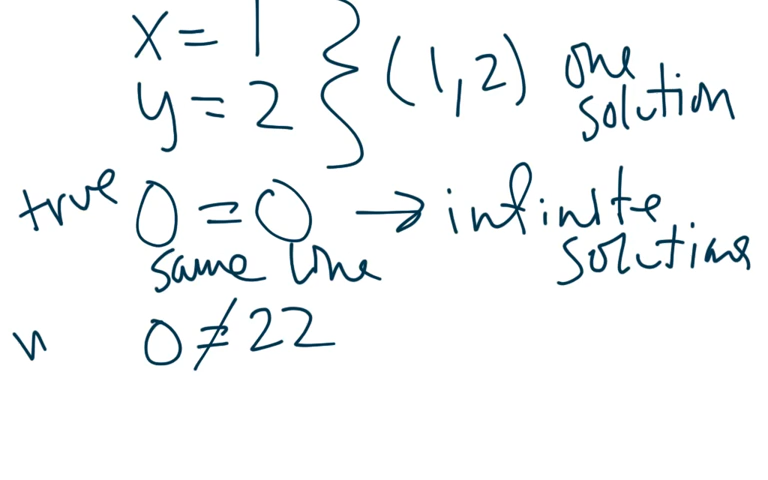 x = 1
y = 2 } (1,2) one solution
true 0 = 0 → infinite solutions
same line
n 0 ≠ 22